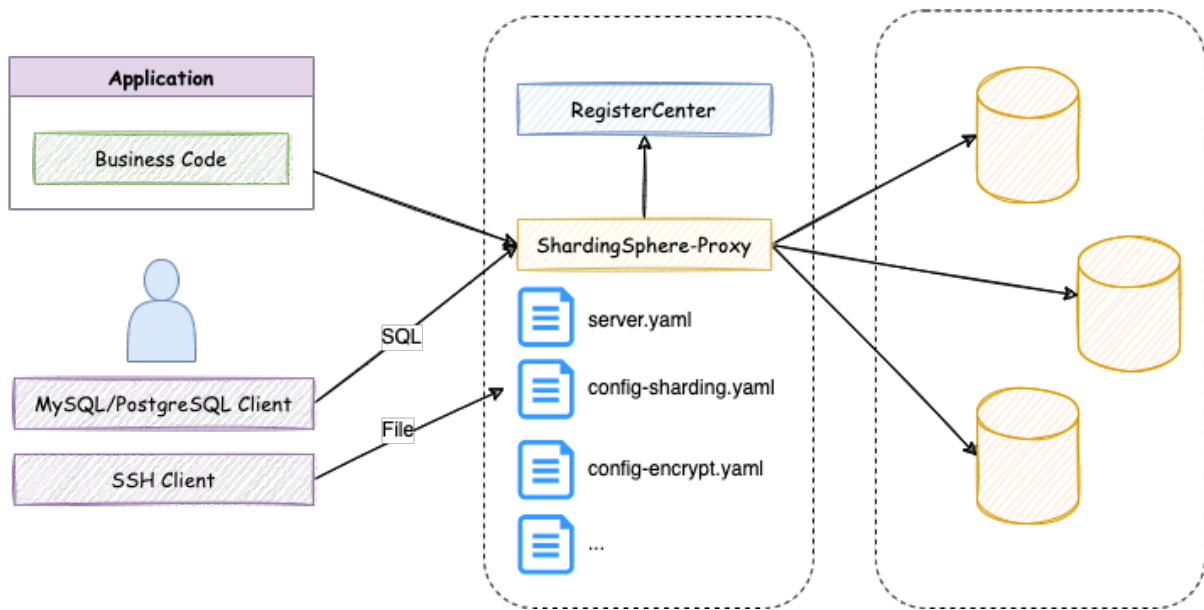 Application
Business Code
MySQL/PostgreSQL Client
SSH Client
SQL
File
RegisterCenter
ShardingSphere-Proxy
server.yaml
config-sharding.yaml
config-encrypt.yaml
...